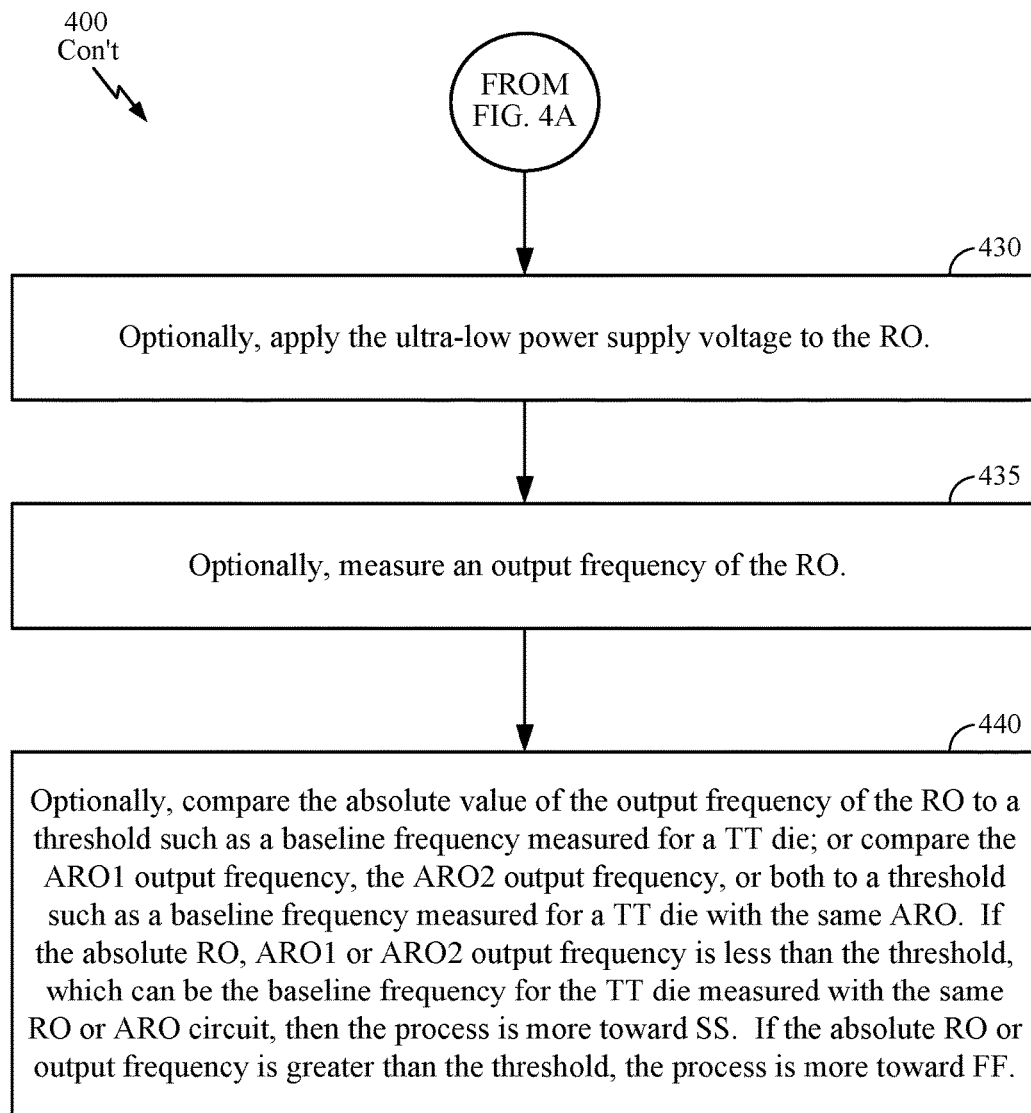 400
Con't
FROM
FIG. 4A
430
Optionally, apply the ultra-low power supply voltage to the RO.
435
Optionally, measure an output frequency of the RO.
440
Optionally, compare the absolute value of the output frequency of the RO to a
threshold such as a baseline frequency measured for a TT die; or compare the
ARO1 output frequency, the ARO2 output frequency, or both to a threshold
such as a baseline frequency measured for a TT die with the same ARO.  If
the absolute RO, ARO1 or ARO2 output frequency is less than the threshold,
which can be the baseline frequency for the TT die measured with the same
RO or ARO circuit, then the process is more toward SS.  If the absolute RO or
output frequency is greater than the threshold, the process is more toward FF.